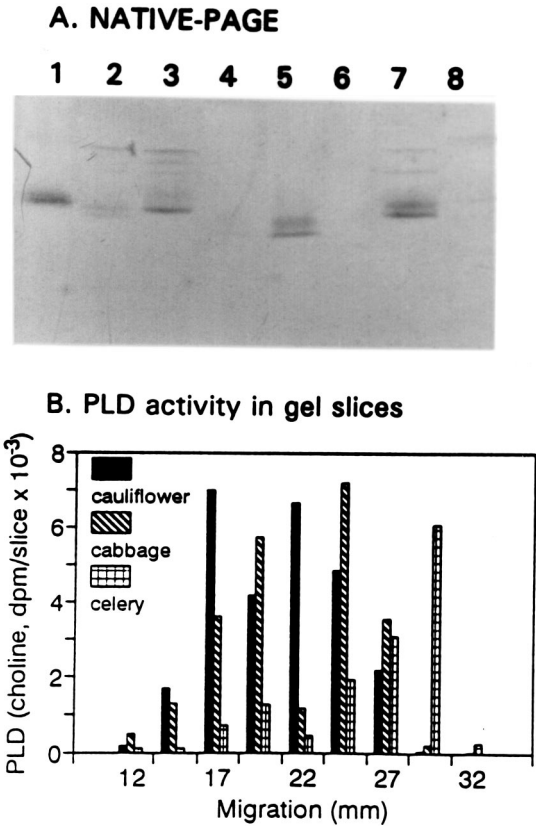 A. NATIVE-PAGE
1 2 3 4 5 6 7 8
B. PLD activity in gel slices
PLD (choline, dpm/slice x 10-3)
8
6
4
2
0
cauliflower
cabbage
celery
12 17 22 27 32
Migration (mm)